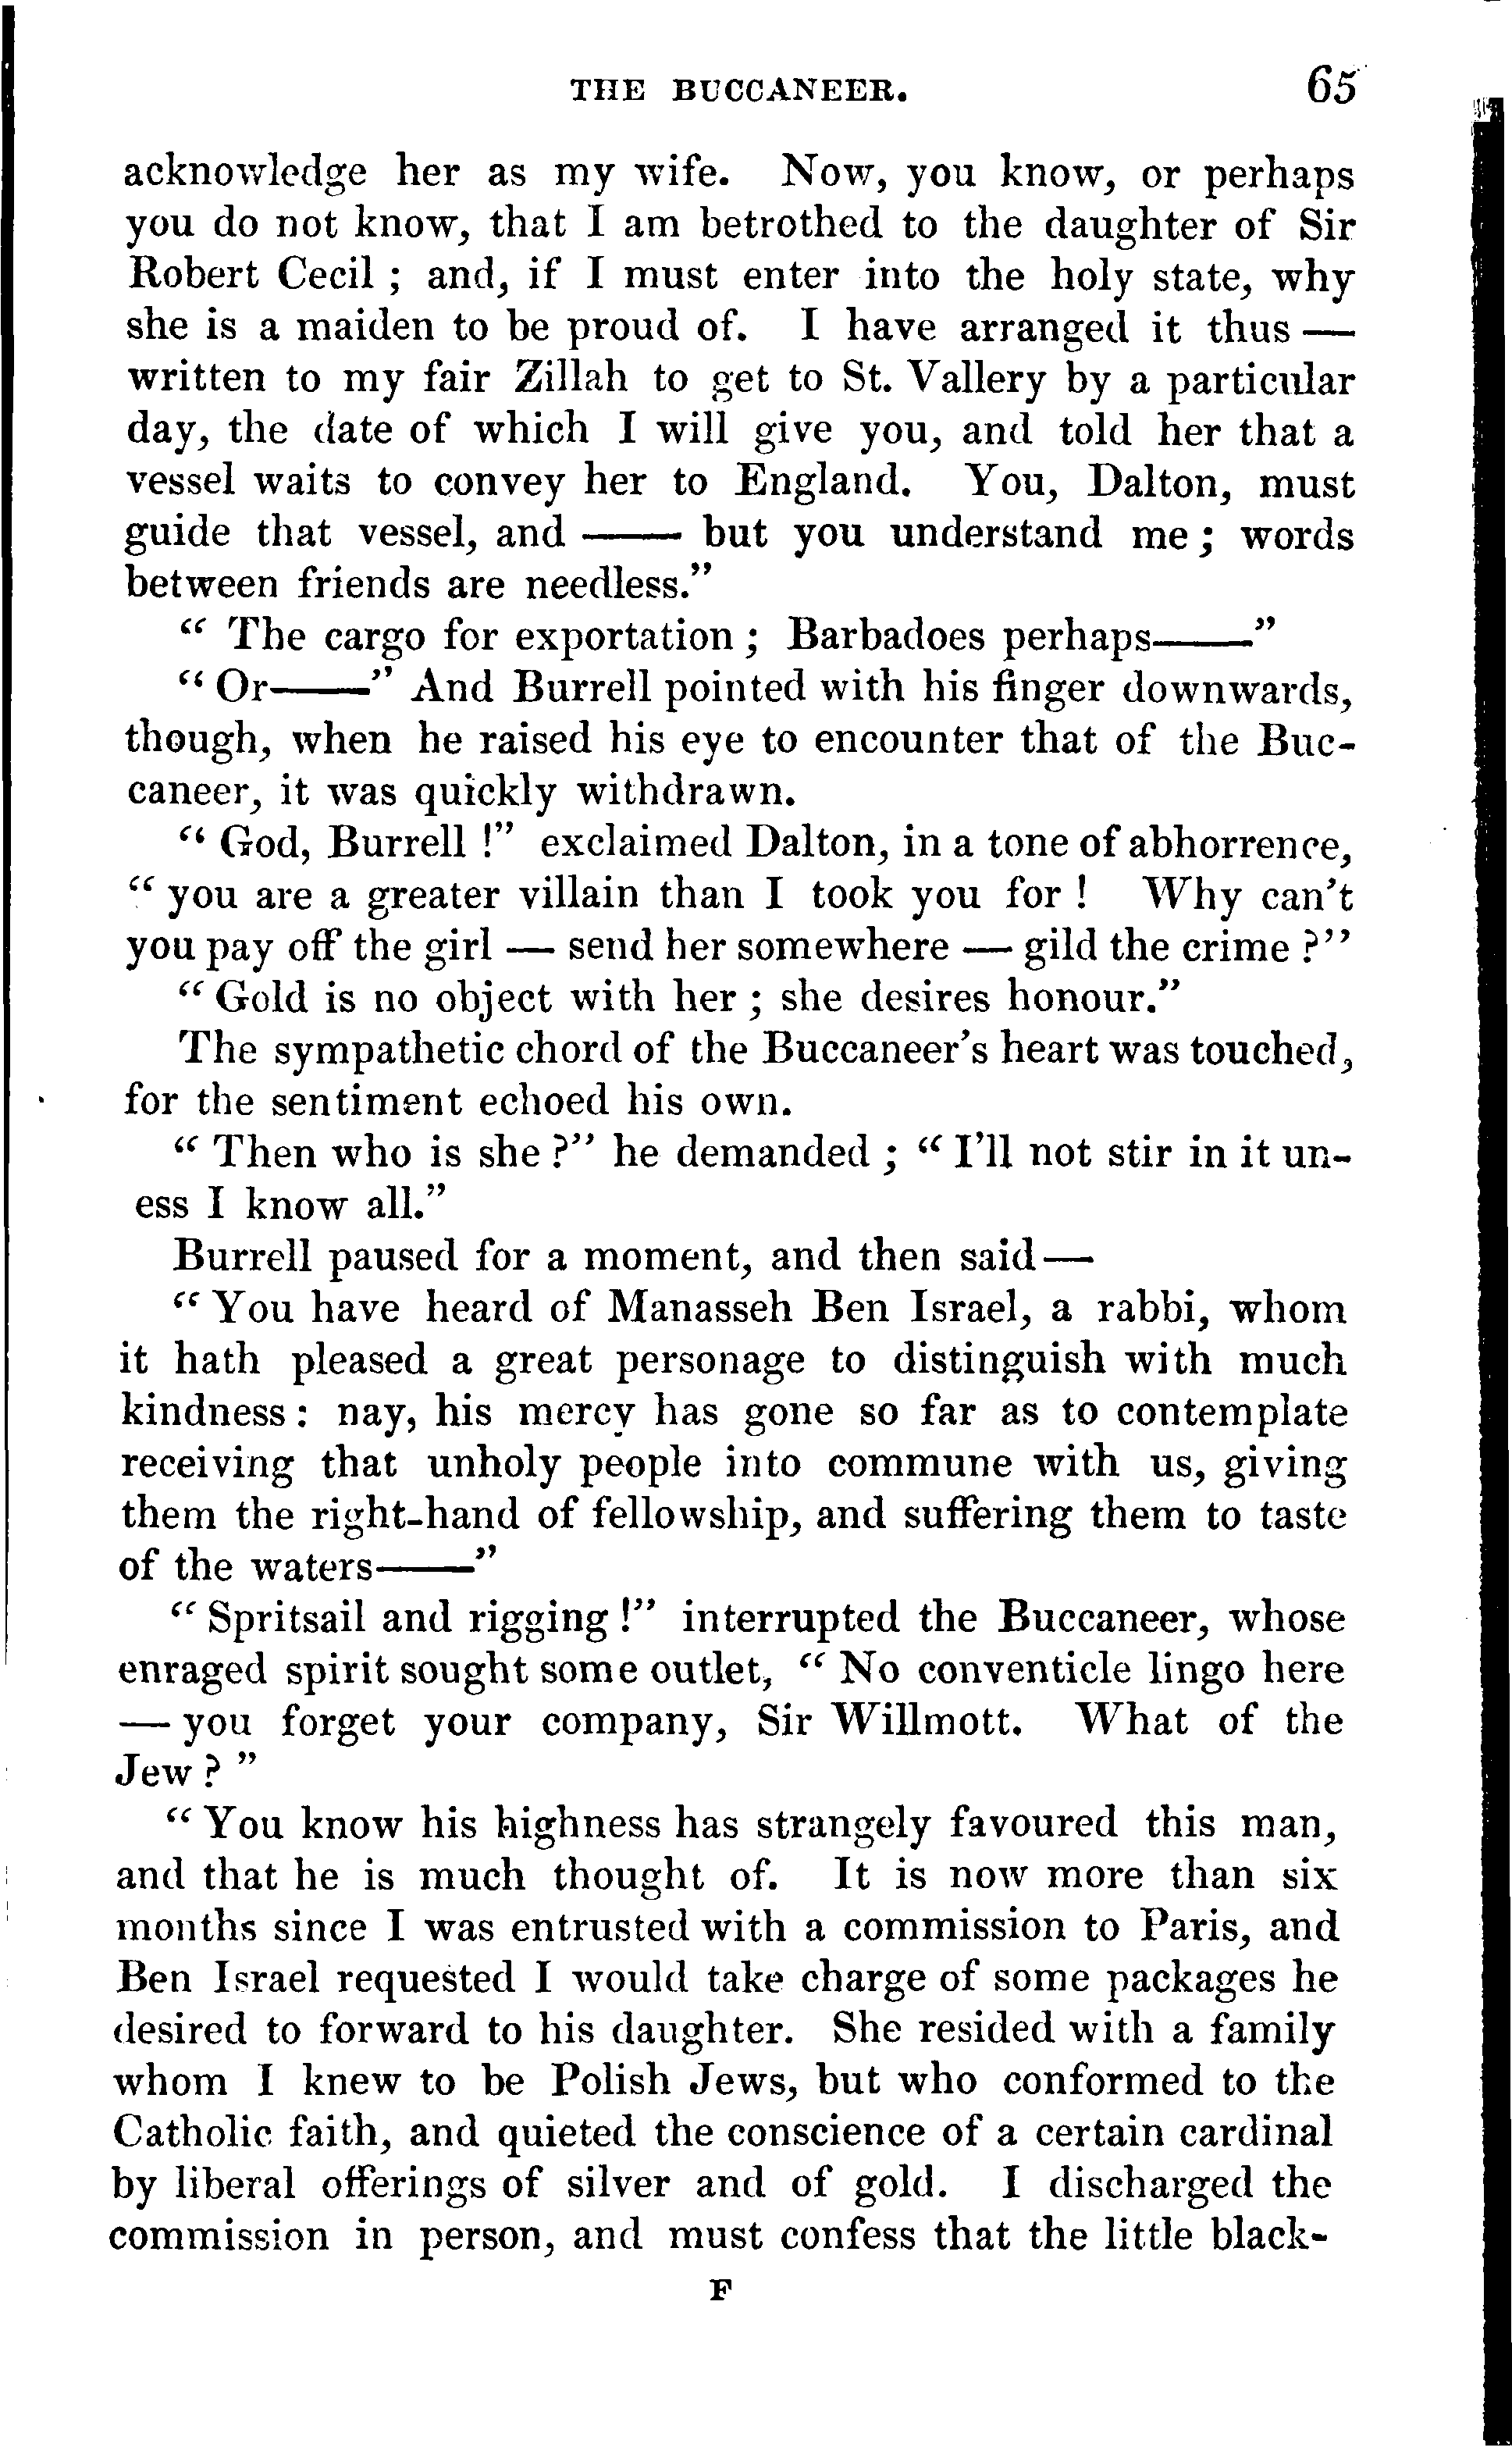 THE BUCCANEER. 65
acknowledge her as my wife. Now, you know, or perhaps
you do not know, that I am betrothed to the daughter of Sir
Robert Cecil ; and, if I must enter into the holy state, why
she is a maiden to be proud of. I have arranged it thus —
written to my fair Zillah to get to St. Vallery by a particular
day, the date of which I will give you, and told her that a
vessel waits to convey her to England. You, Dalton, must
guide that vessel, and —— but you understand me ; words
between friends are needless.”
“ The cargo for exportation ; Barbadoes perhaps——”
“ Or——” And Burrell pointed with his finger downwards,
though, when he raised his eye to encounter that of the Buc-
caneer, it was quickly withdrawn.
“ God, Burrell !” exclaimed Dalton, in a tone of abhorrence,
“ you are a greater villain than I took you for ! Why can’t
you pay off the girl — send her somewhere — gild the crime ?”
“ Gold is no object with her ; she desires honour.”
The sympathetic chord of the Buccaneer’s heart was touched,
for the sentiment echoed his own.
“ Then who is she ?” he demanded ; “ I’ll not stir in it un-
ess I know all.”
Burrell paused for a moment, and then said—
“ You have heard of Manasseh Ben Israel, a rabbi, whom
it hath pleased a great personage to distinguish with much
kindness : nay, his mercy has gone so far as to contemplate
receiving that unholy people into commune with us, giving
them the right-hand of fellowship, and suffering them to taste
of the waters——”
“ Spritsail and rigging !” interrupted the Buccaneer, whose
enraged spirit sought some outlet, “ No conventicle lingo here
— you forget your company, Sir Willmott. What of the
Jew ? ”
“ You know his highness has strangely favoured this man,
and that he is much thought of. It is now more than six
months since I was entrusted with a commission to Paris, and
Ben Israel requested I would take charge of some packages he
desired to forward to his daughter. She resided with a family
whom I knew to be Polish Jews, but who conformed to the
Catholic faith, and quieted the conscience of a certain cardinal
by liberal offerings of silver and of gold. I discharged the
commission in person, and must confess that the little black-
F